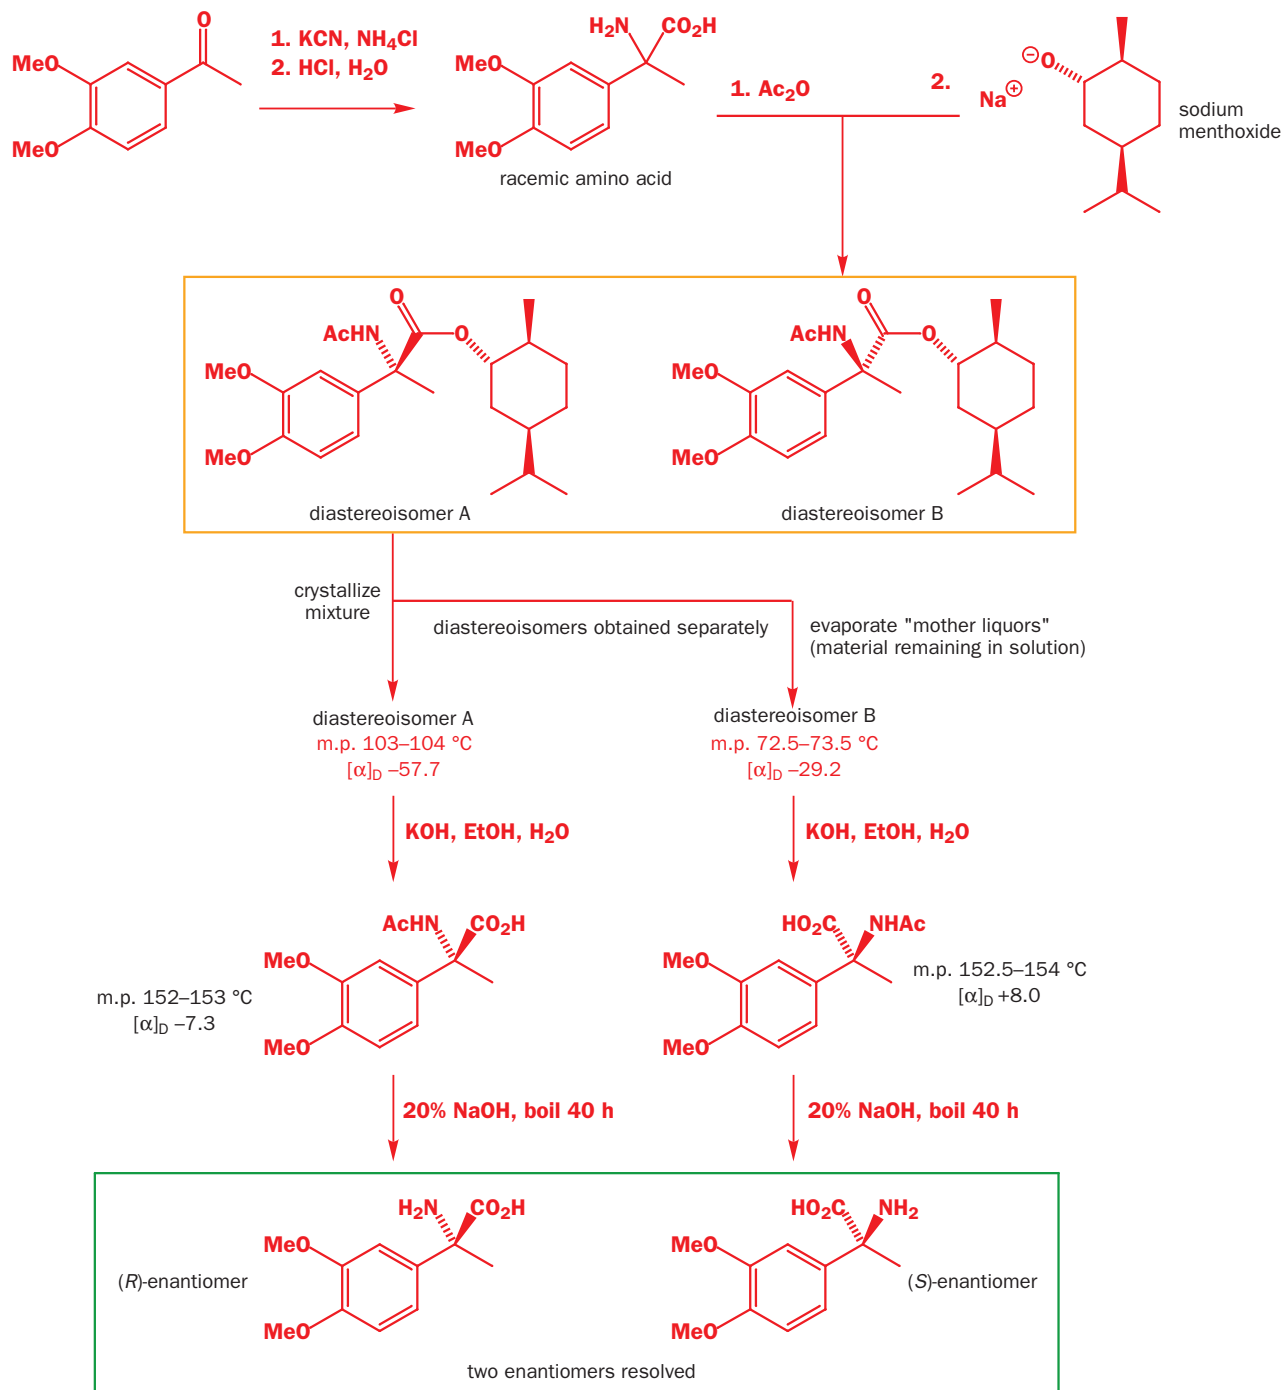 O
MeO
MeO
1. KCN, NH₄Cl
2. HCl, H₂O
H₂N
CO₂H
MeO
MeO
racemic amino acid
1. Ac₂O
2.
Na⊕
⊖O
sodium
menthoxide
O
AcHN
O
MeO
MeO
diastereoisomer A
O
AcHN
O
MeO
MeO
diastereoisomer B
crystallize
mixture
diastereoisomers obtained separately
evaporate "mother liquors"
(material remaining in solution)
diastereoisomer A
m.p. 103–104 °C
[α]D –57.7
diastereoisomer B
m.p. 72.5–73.5 °C
[α]D –29.2
KOH, EtOH, H₂O
KOH, EtOH, H₂O
AcHN
CO₂H
MeO
MeO
m.p. 152–153 °C
[α]D –7.3
HO₂C
NHAc
MeO
MeO
m.p. 152.5–154 °C
[α]D +8.0
20% NaOH, boil 40 h
20% NaOH, boil 40 h
H₂N
CO₂H
MeO
MeO
(R)-enantiomer
HO₂C
NH₂
MeO
MeO
(S)-enantiomer
two enantiomers resolved